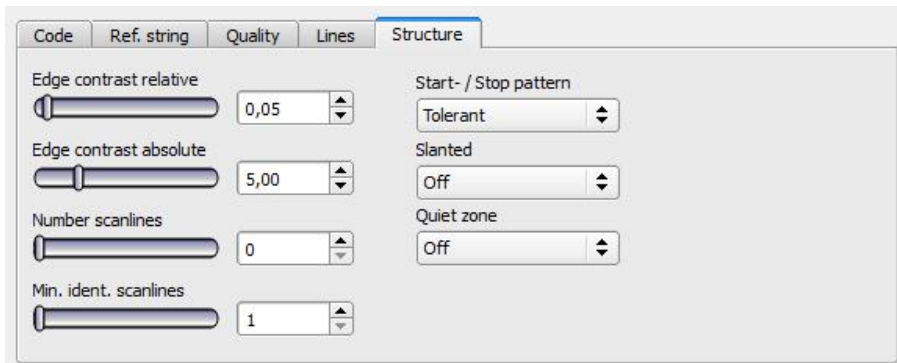 Code Ref. string Quality Lines Structure
Edge contrast relative
0,05
Edge contrast absolute
5,00
Number scanlines
0
Min. ident. scanlines
1
Start- / Stop pattern
Tolerant
Slanted
Off
Quiet zone
Off